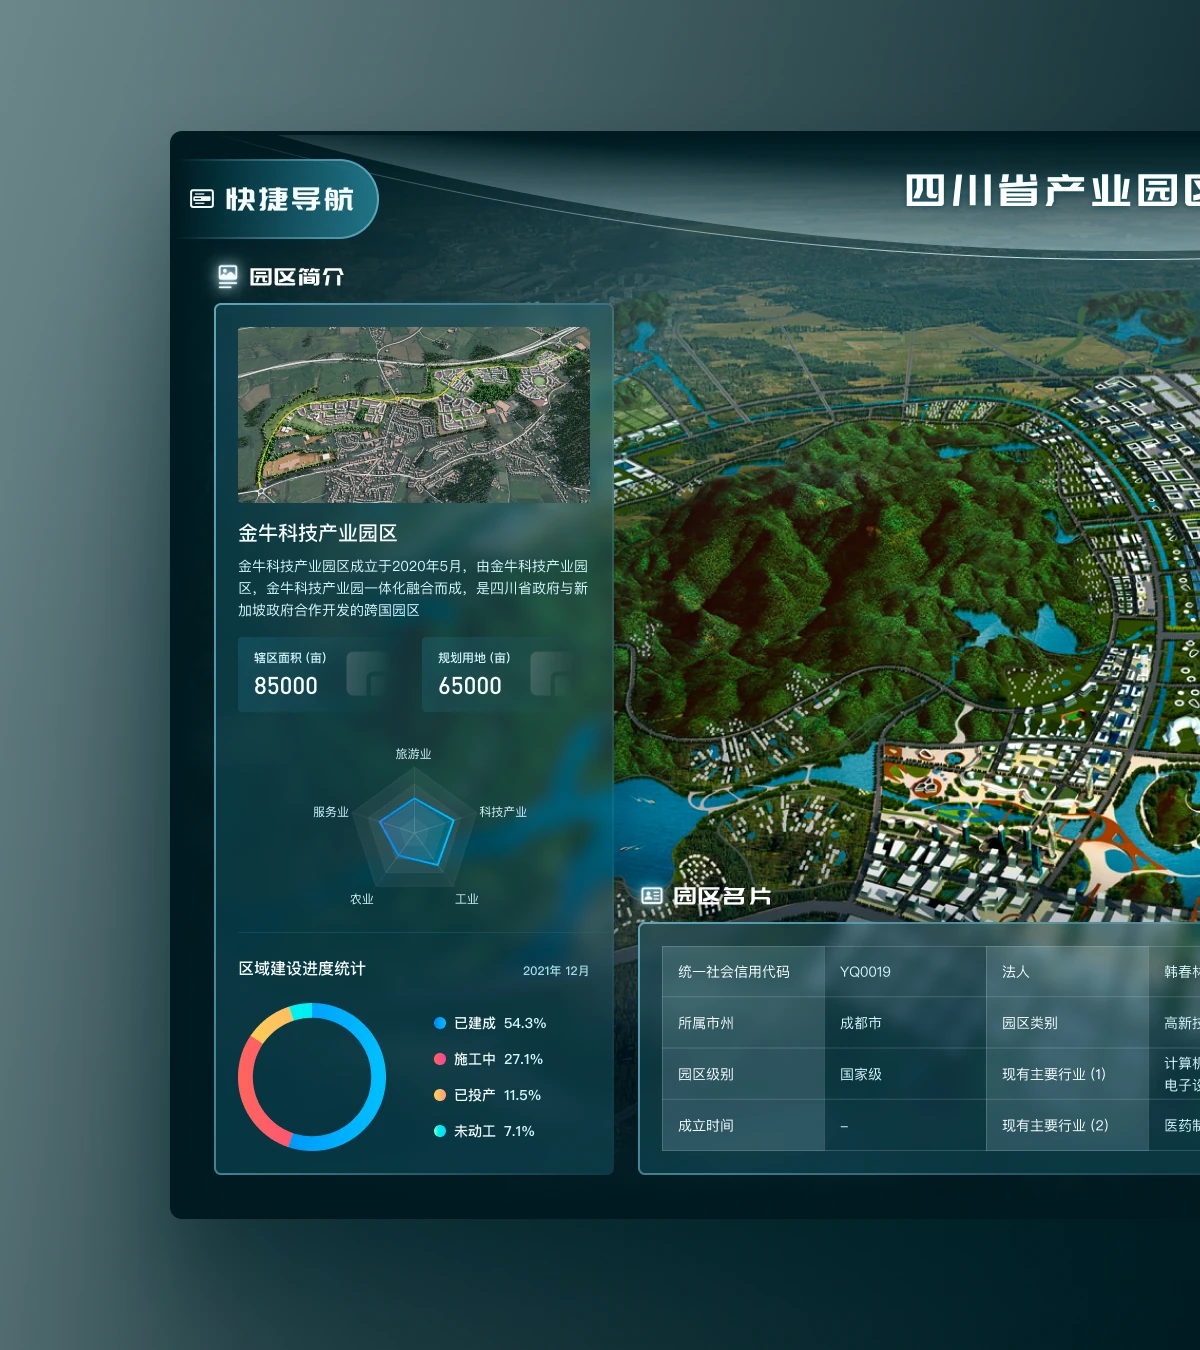 快捷导航
四川省产业园区
园区简介
金牛科技产业园区
金牛科技产业园区成立于2020年5月，由金牛科技产业园
区，金牛科技产业园一体化融合而成，是四川省政府与新
加坡政府合作开发的跨国园区
辖区面积 (亩)
85000
规划用地 (亩)
65000
旅游业
服务业
科技产业
农业
工业
区域建设进度统计
2021年 12月
已建成 54.3%
施工中 27.1%
已投产 11.5%
未动工 7.1%
园区名片
统一社会信用代码 YQ0019 法人 韩春林
所属市州 成都市 园区类别 高新技
园区级别 国家级 现有主要行业 (1) 计算机
电子设
成立时间 – 现有主要行业 (2) 医药制